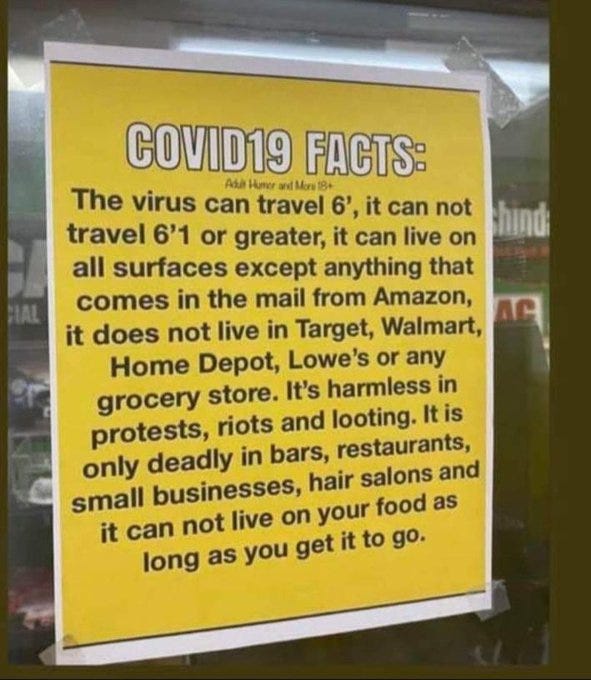 COVID19 FACTS:
Adult Humor and More 18+
The virus can travel 6', it can not
travel 6'1 or greater, it can live on
all surfaces except anything that
comes in the mail from Amazon,
it does not live in Target, Walmart,
Home Depot, Lowe's or any
grocery store. It's harmless in
protests, riots and looting. It is
only deadly in bars, restaurants,
small businesses, hair salons and
it can not live on your food as
long as you get it to go.
hind
AC
IAL